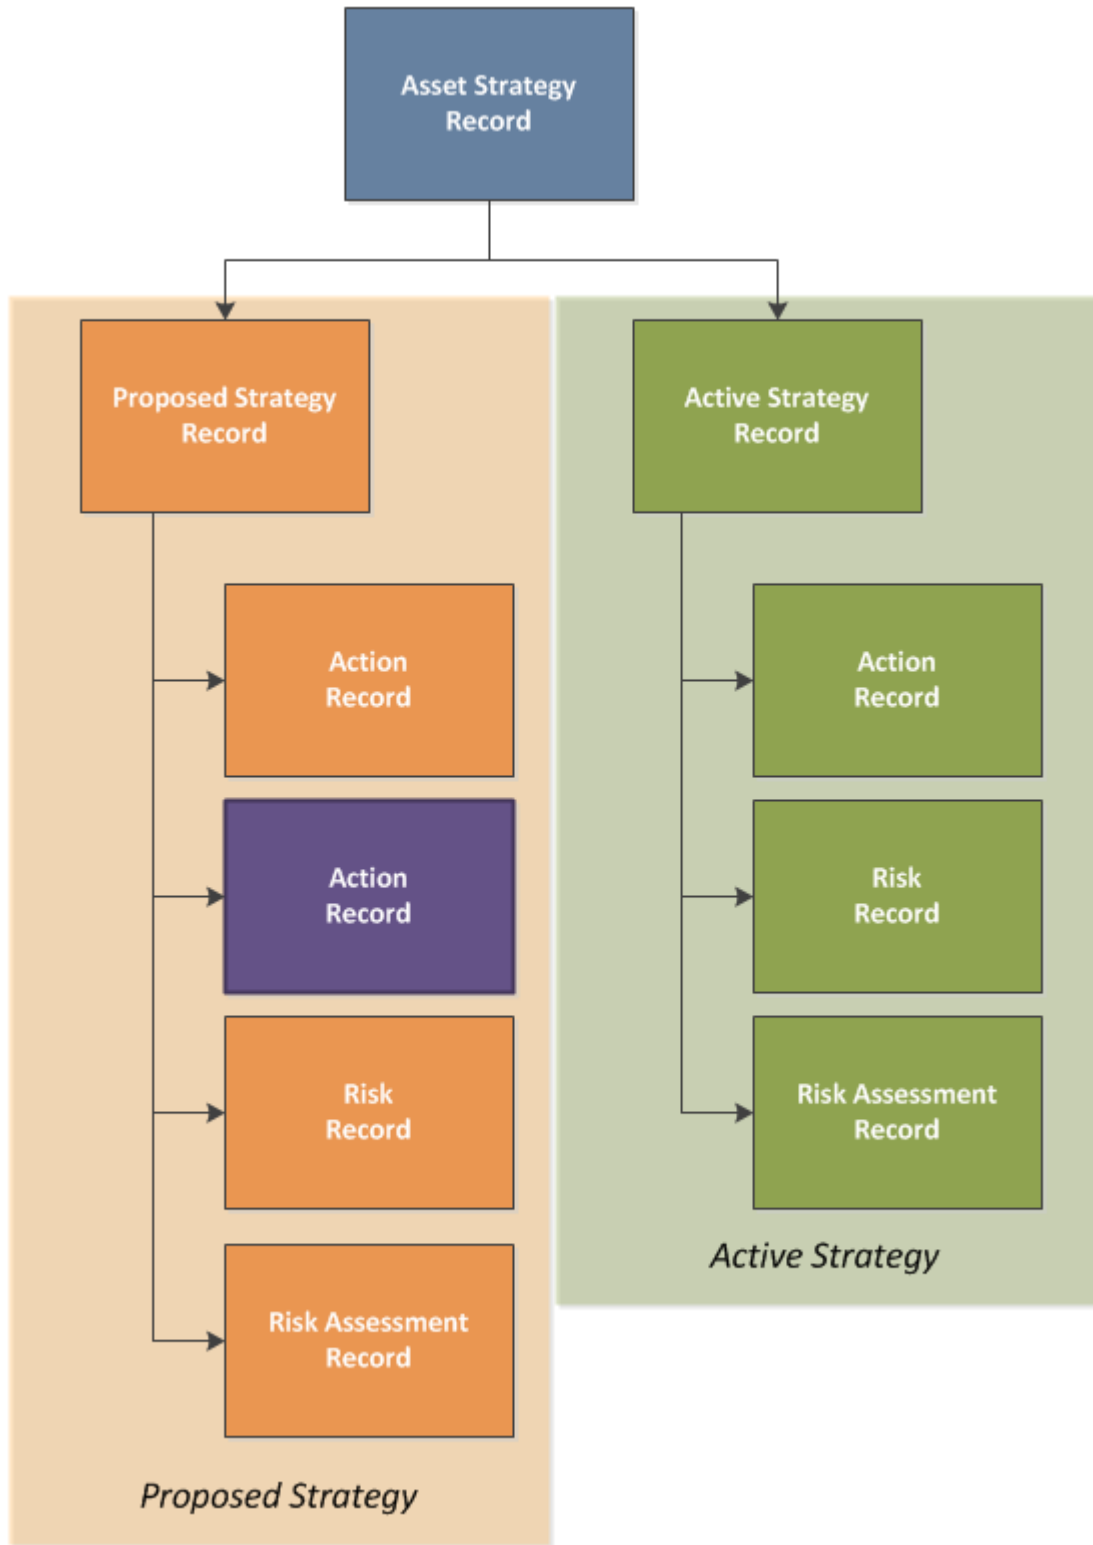 Asset Strategy
Record
Proposed Strategy
Record
Action
Record
Action
Record
Risk
Record
Risk Assessment
Record
Proposed Strategy
Active Strategy
Record
Action
Record
Risk
Record
Risk Assessment
Record
Active Strategy